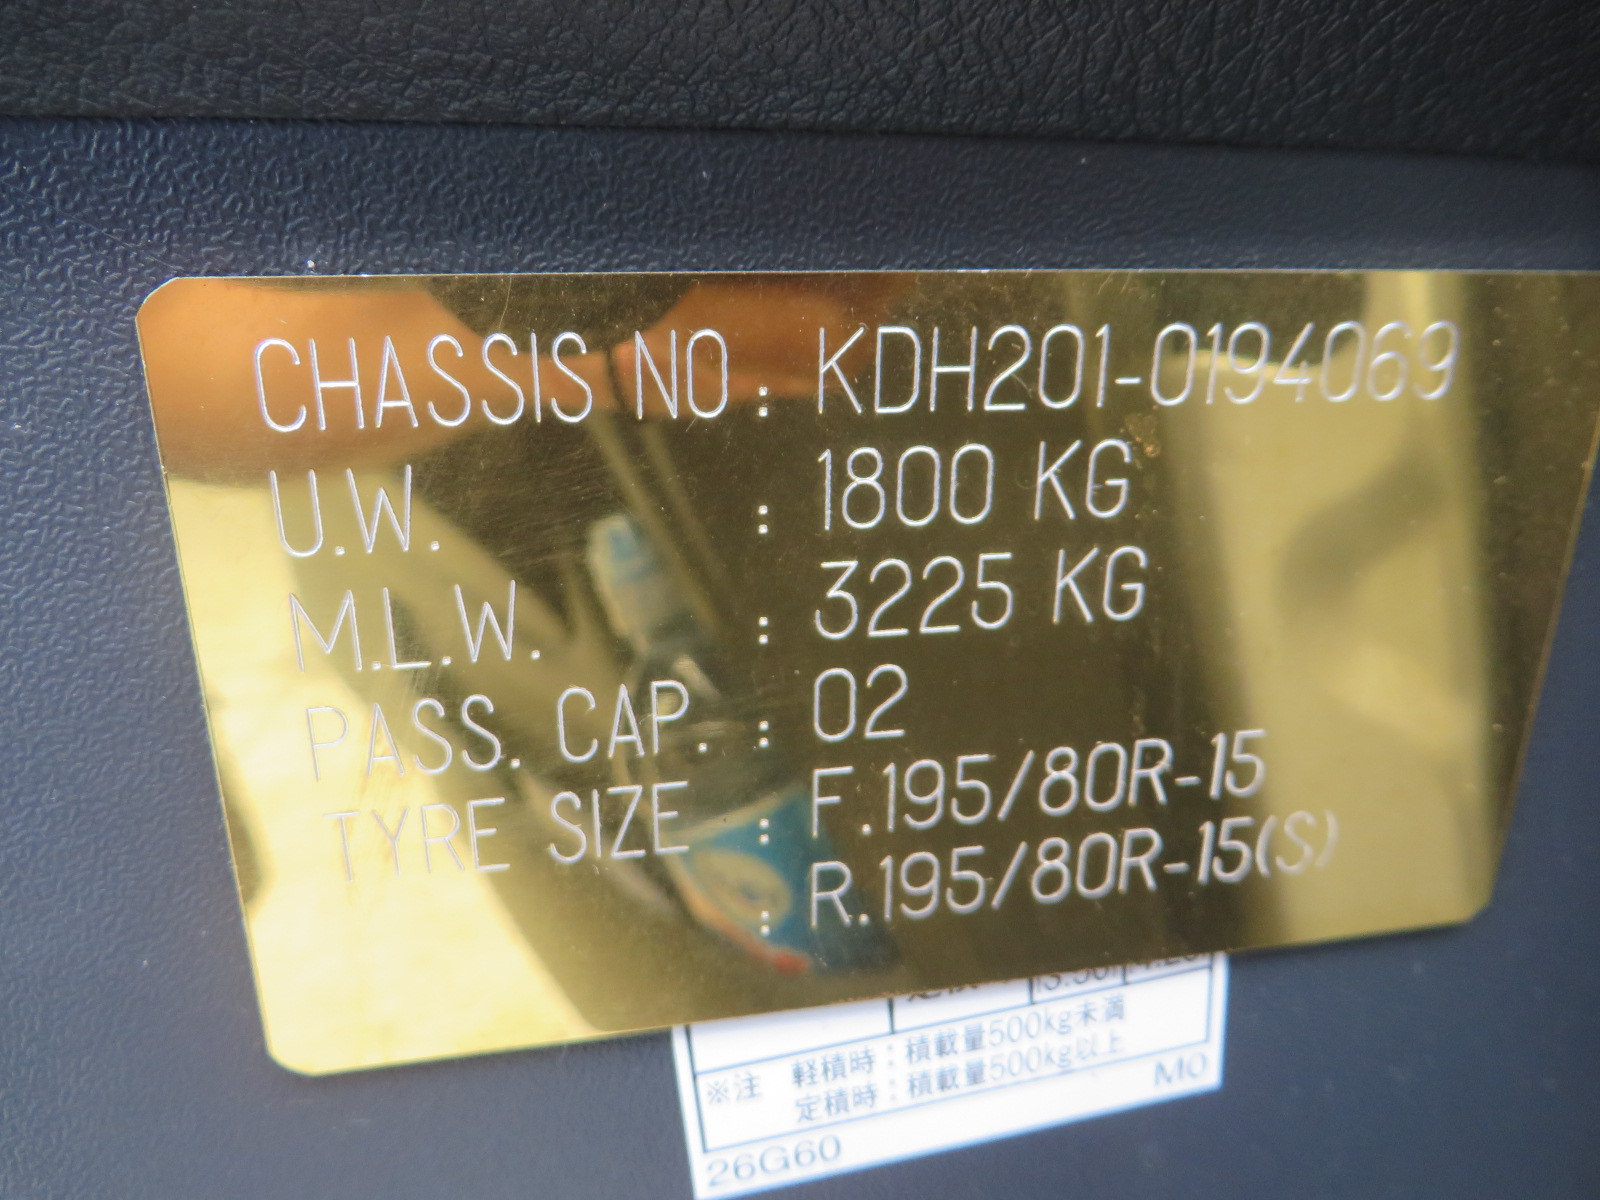 CHASSIS NO : KDH201-0194069
U.W. : 1800 KG
M.L.W. : 3225 KG
PASS. CAP. : 02
TYRE SIZE : F.195/80R-15
: R.195/80R-15(S)
※注 軽積時：積載量500kg未満
定積時：積載量500kg以上
MO
26G60